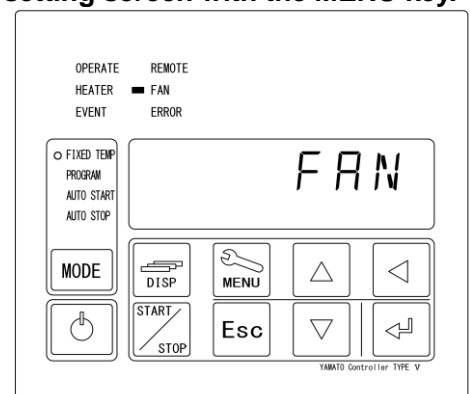 setting screen with the MENU key.
OPERATE REMOTE
HEATER FAN
EVENT ERROR
FIXED TEMP
PROGRAM
AUTO START
AUTO STOP
FAN
MODE
DISP
MENU
START/
STOP
Esc
YAMATO Controller TYPE V